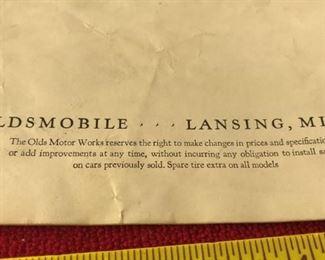 LDSMOBILE · · · LANSING, MI
The Olds Motor Works reserves the right to make changes in prices and specificatio
or add improvements at any time, without incurring any obligation to install sa
on cars previously sold. Spare tire extra on all models